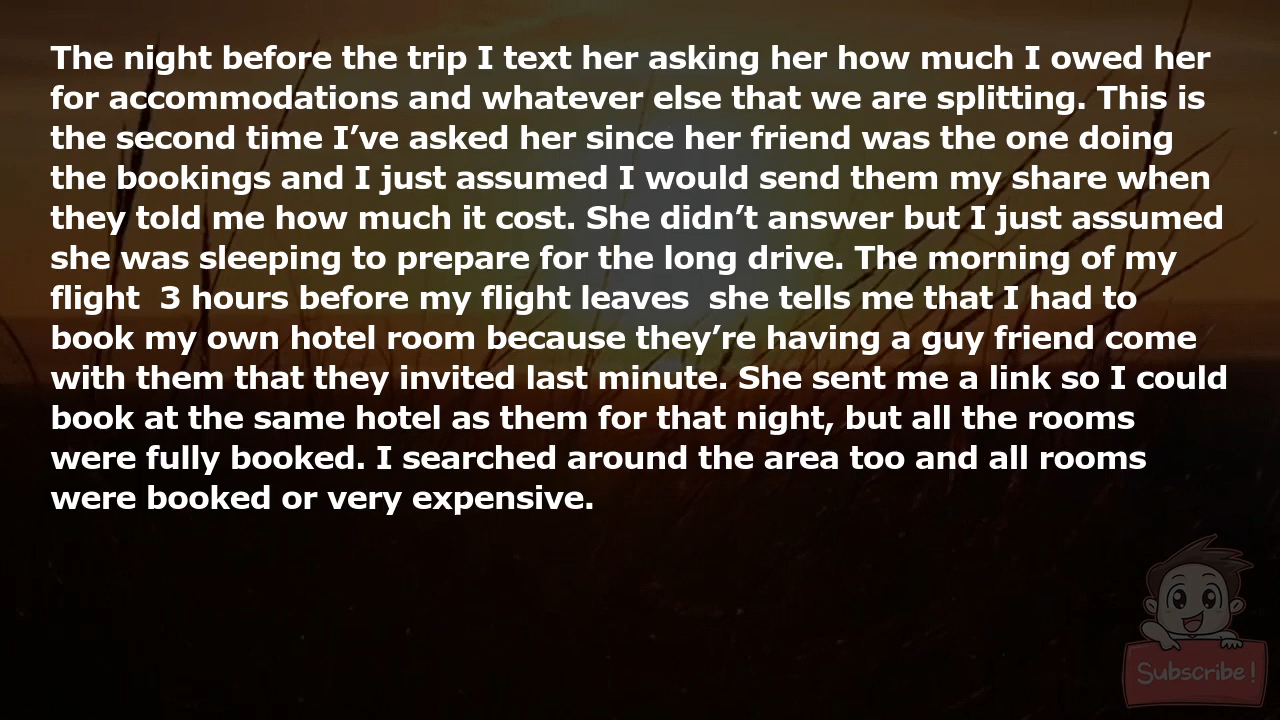 The night before the trip I text her asking her how much I owed her
for accommodations and whatever else that we are splitting. This is
the second time I’ve asked her since her friend was the one doing
the bookings and I just assumed I would send them my share when
they told me how much it cost. She didn’t answer but I just assumed
she was sleeping to prepare for the long drive. The morning of my
flight  3 hours before my flight leaves  she tells me that I had to
book my own hotel room because they’re having a guy friend come
with them that they invited last minute. She sent me a link so I could
book at the same hotel as them for that night, but all the rooms
were fully booked. I searched around the area too and all rooms
were booked or very expensive.
Subscribe!